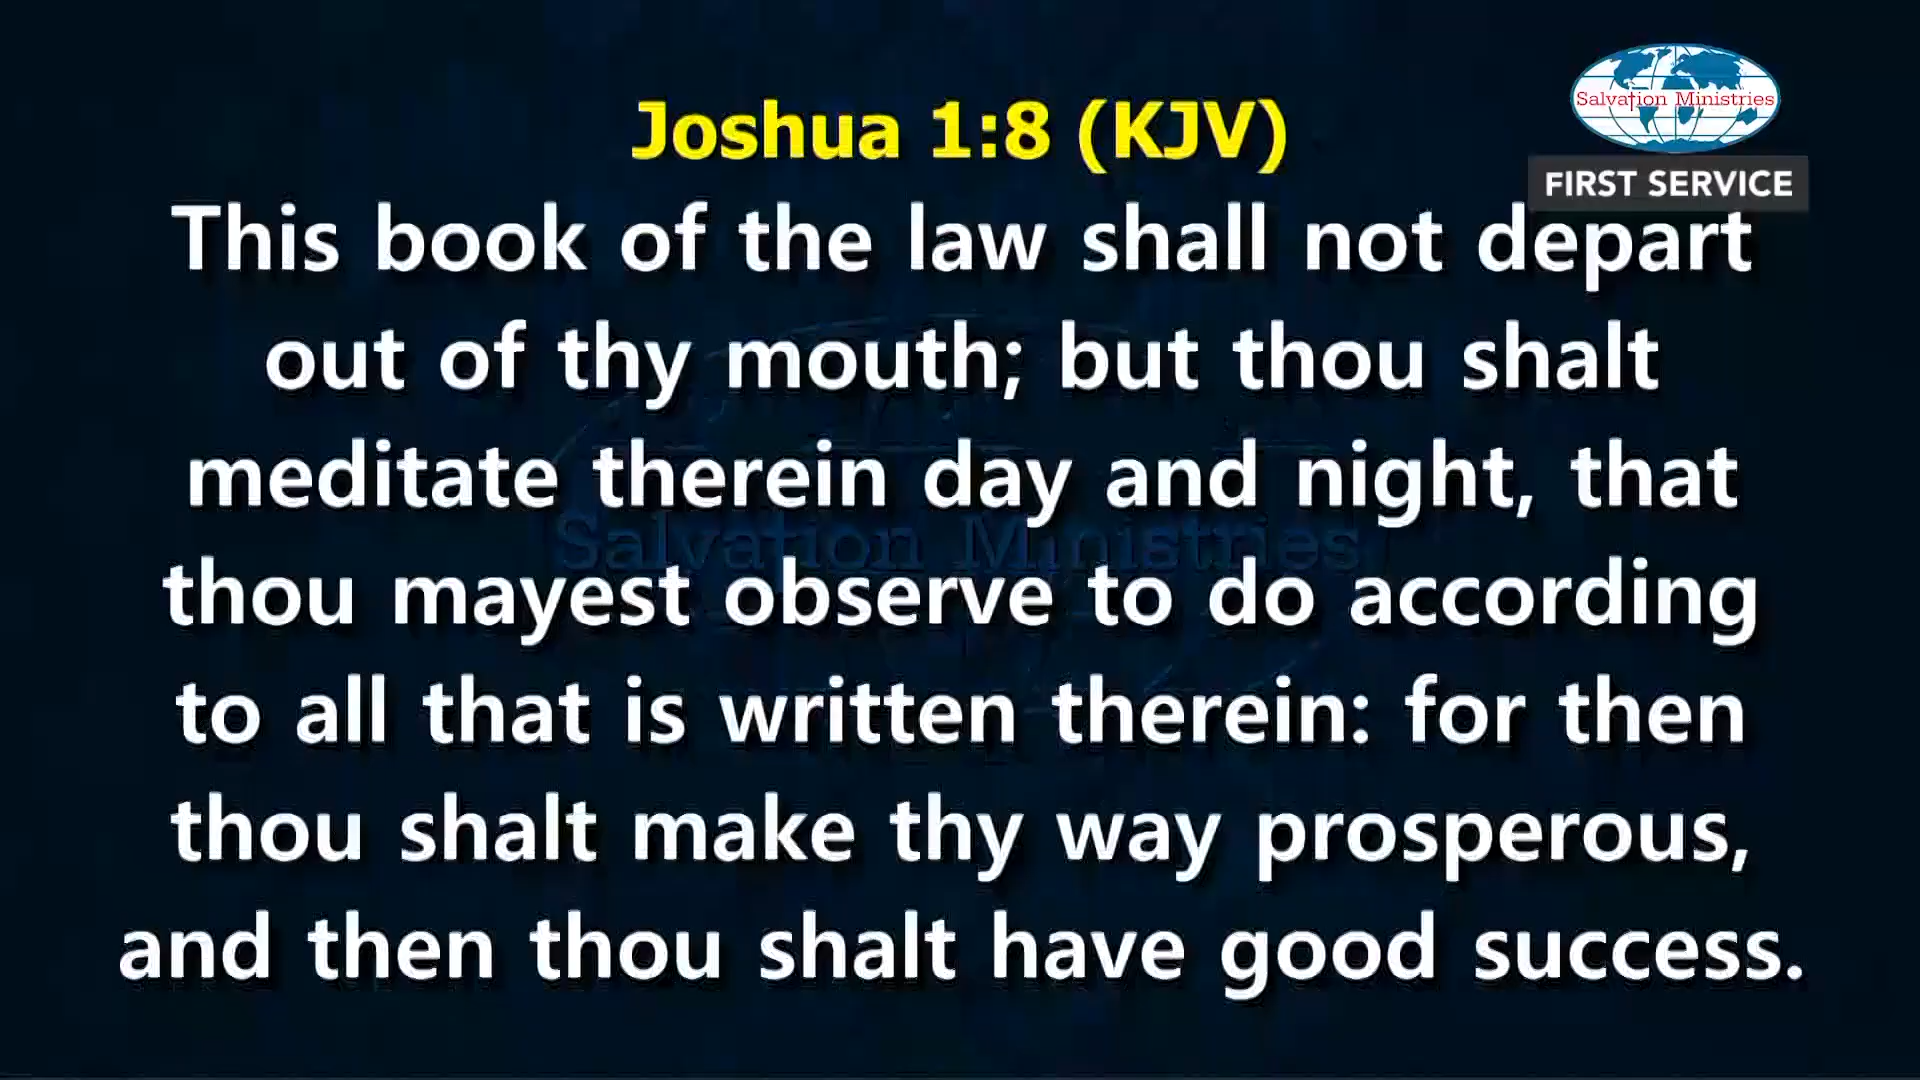 Joshua 1:8 (KJV)
Salvation Ministries
FIRST SERVICE
This book of the law shall not depart
out of thy mouth; but thou shalt
meditate therein day and night, that
Salvation Ministries
thou mayest observe to do according
to all that is written therein: for then
thou shalt make thy way prosperous,
and then thou shalt have good success.